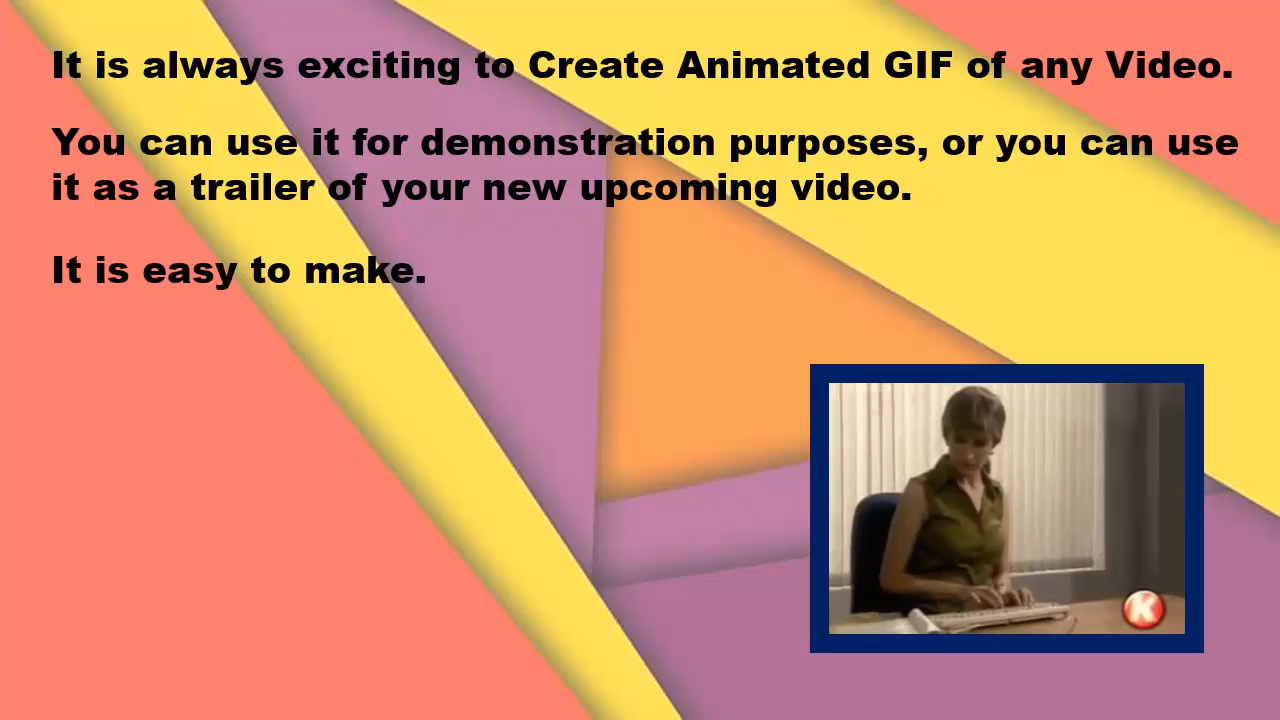 It is always exciting to Create Animated GIF of any Video.
You can use it for demonstration purposes, or you can use
it as a trailer of your new upcoming video.
It is easy to make.
K